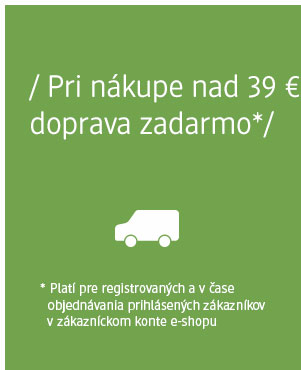 / Pri nákupe nad 39 €
doprava zadarmo*/
* Platí pre registrovaných a v čase
objednávania prihlásených zákazníkov
v zákazníckom konte e-shopu